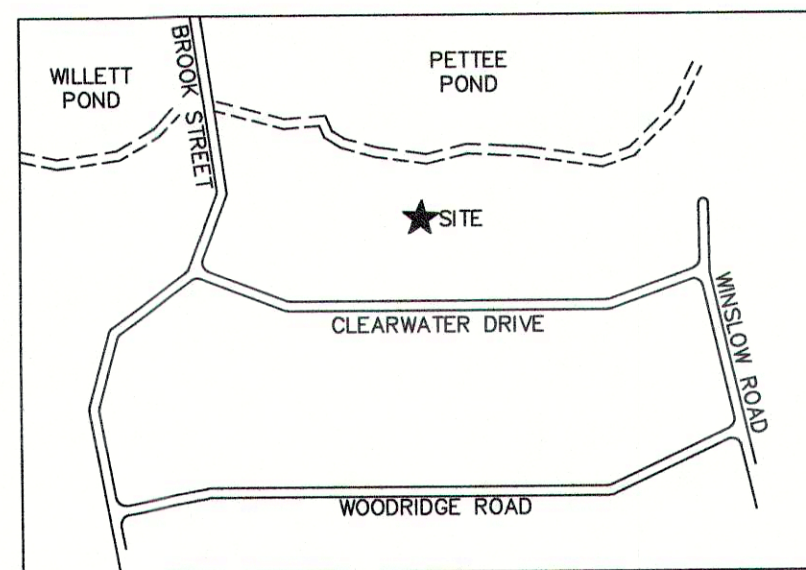 WILLETT
POND
BROOK STREET
PETTEE
POND
SITE
CLEARWATER DRIVE
WINSLOW ROAD
WOODRIDGE ROAD